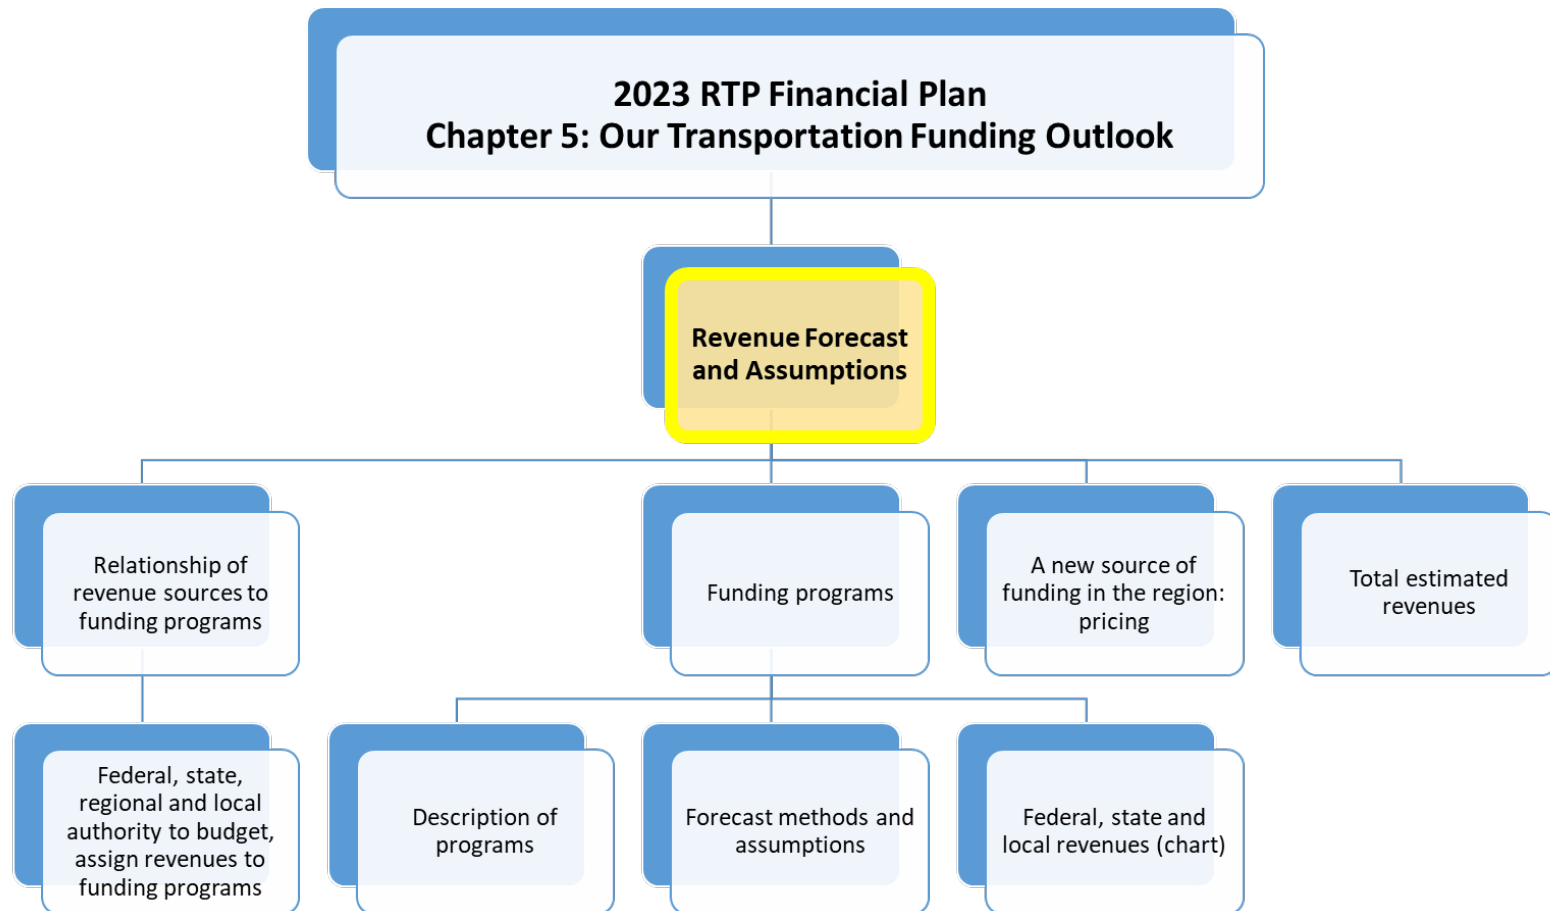 2023 RTP Financial Plan
Chapter 5: Our Transportation Funding Outlook
Revenue Forecast
and Assumptions
Relationship of
revenue sources to
funding programs
Funding programs
A new source of
funding in the region:
pricing
Total estimated
revenues
Federal, state,
regional and local
authority to budget,
assign revenues to
funding programs
Description of
programs
Forecast methods and
assumptions
Federal, state and
local revenues (chart)